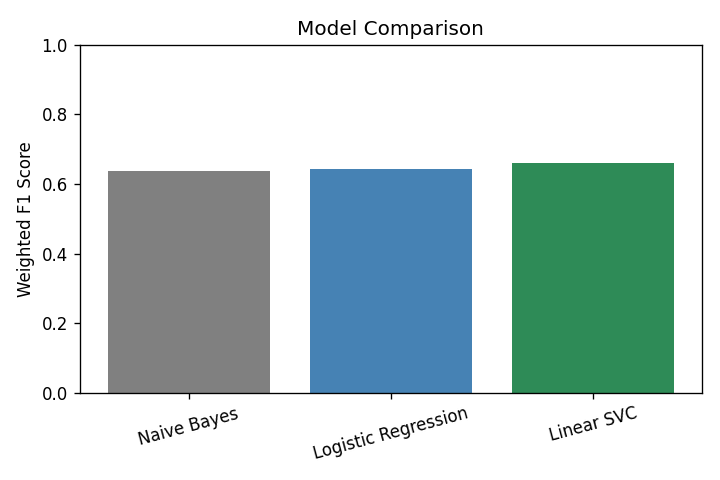 Model Comparison
Weighted F1 Score
1.0
0.8
0.6
0.4
0.2
0.0
Naive Bayes
Logistic Regression
Linear SVC